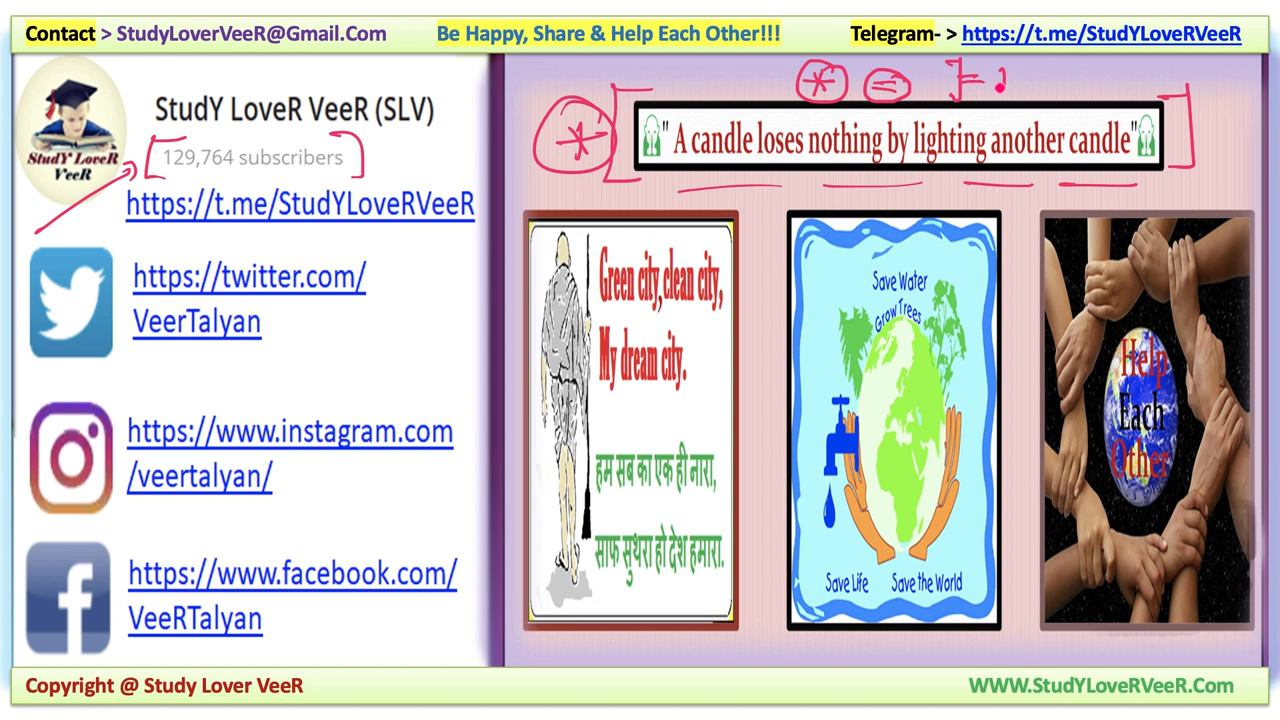 Contact > StudyLoverVeeR@Gmail.Com
Be Happy, Share & Help Each Other!!!
Telegram- > https://t.me/StudYLoveRVeeR
StudY LoveR
VeeR
StudY LoveR VeeR (SLV)
129,764 subscribers
https://t.me/StudYLoveRVeeR
https://twitter.com/
VeerTalyan
https://www.instagram.com
/veertalyan/
https://www.facebook.com/
VeeRTalyan
" A candle loses nothing by lighting another candle"
Green city,clean city,
My dream city.
हम सब का एक ही नारा,
साफ सुथरा हो देश हमारा.
Save Water
Grow Trees
Save Life
Save the World
Help
Each
Other
Copyright @ Study Lover VeeR
WWW.StudYLoveRVeeR.Com